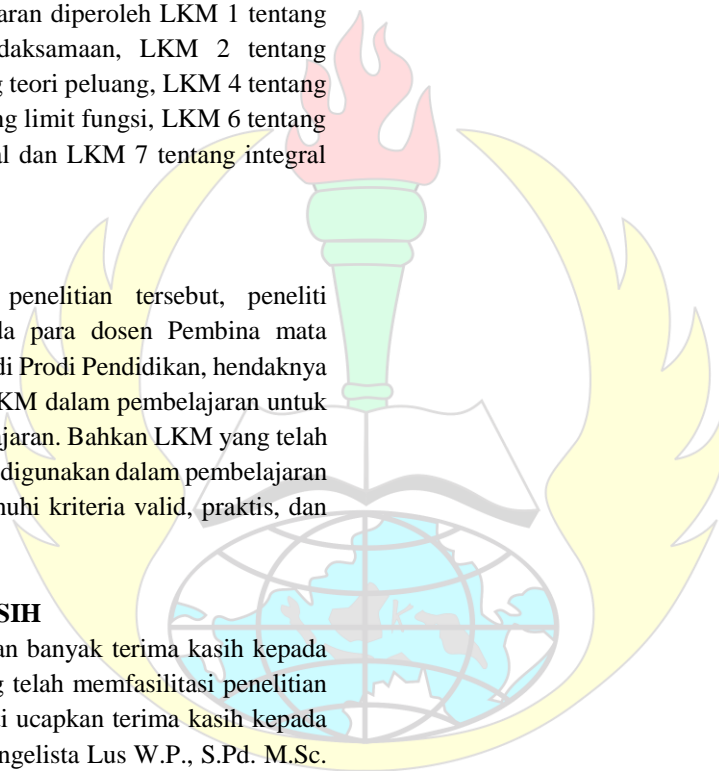 aran diperoleh LKM 1 tentang
daksamaan, LKM 2 tentang
g teori peluang, LKM 4 tentang
ng limit fungsi, LKM 6 tentang
al dan LKM 7 tentang integral
penelitian tersebut, peneliti
la para dosen Pembina mata
di Prodi Pendidikan, hendaknya
KM dalam pembelajaran untuk
ajaran. Bahkan LKM yang telah
digunakan dalam pembelajaran
uhi kriteria valid, praktis, dan
SIH
an banyak terima kasih kepada
g telah memfasilitasi penelitian
di ucapkan terima kasih kepada
ngelista Lus W.P., S.Pd. M.Sc.